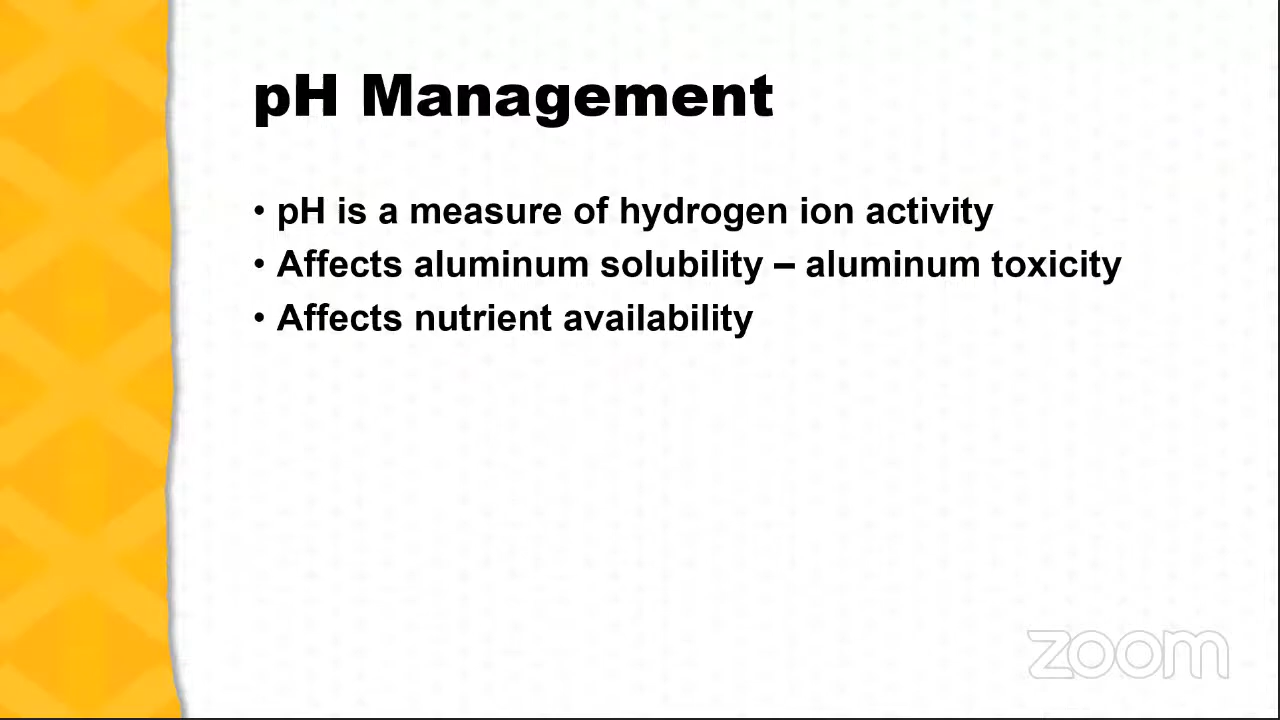 pH Management
• pH is a measure of hydrogen ion activity
• Affects aluminum solubility – aluminum toxicity
• Affects nutrient availability
zoom